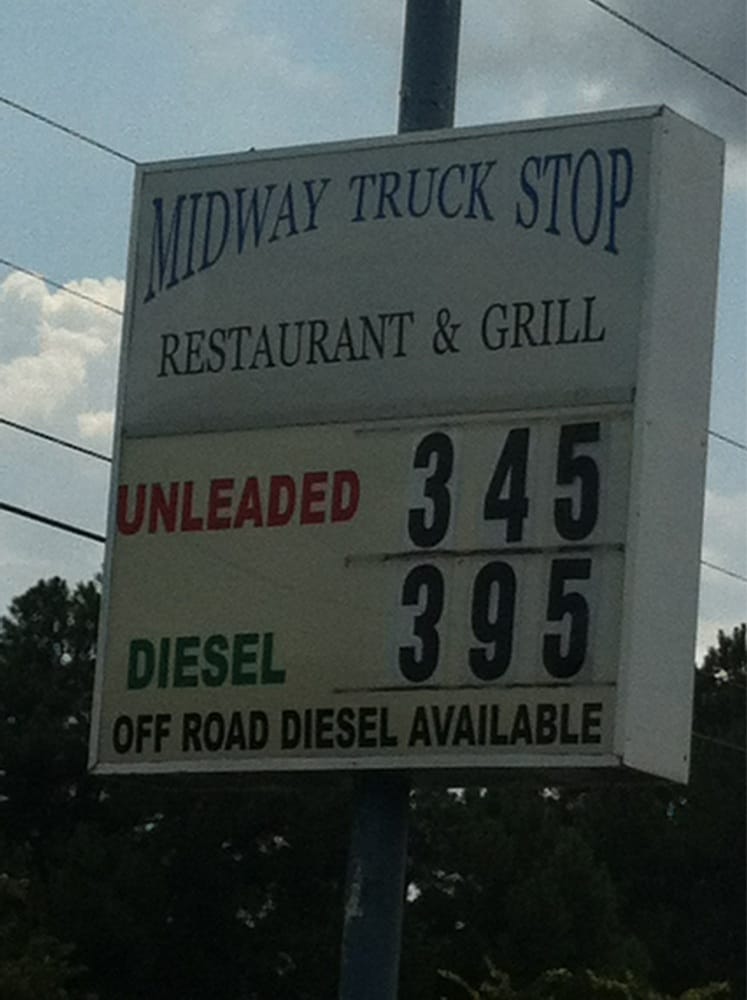 MIDWAY TRUCK STOP
RESTAURANT & GRILL
UNLEADED 345
DIESEL 395
OFF ROAD DIESEL AVAILABLE